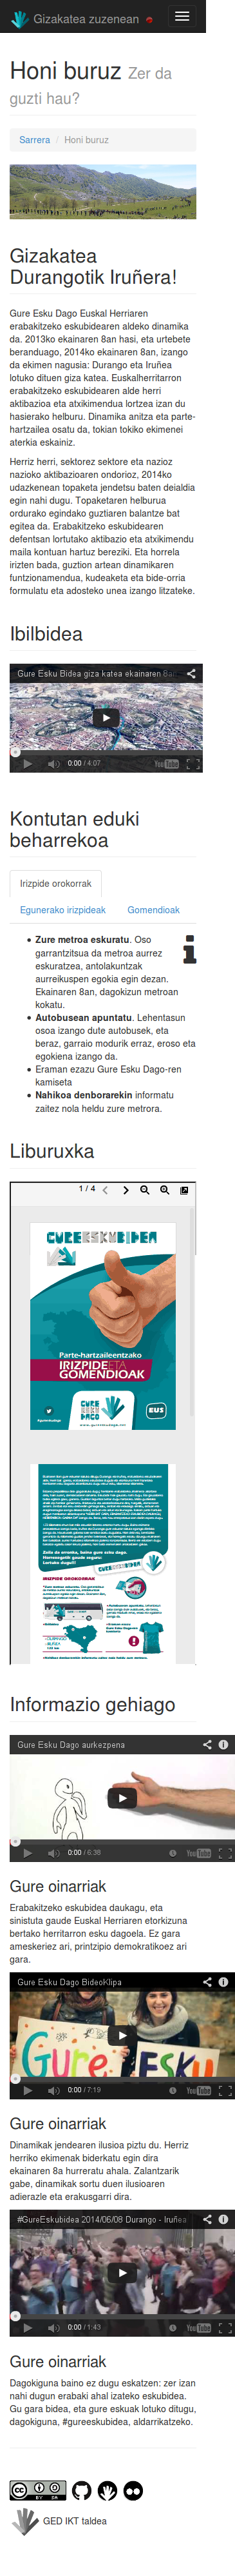 Gizakatea zuzenean
Honi buruz Zer da
guzti hau?
Sarrera / Honi buruz
Gizakatea
Durangotik Iruñera!
Gure Esku Dago Euskal Herriaren
erabakitzeko eskubidearen aldeko dinamika
da. 2013ko ekainaren 8an hasi, eta urtebete
beranduago, 2014ko ekainaren 8an, izango
da ekimen nagusia: Durango eta Iruñea
lotuko dituen giza katea. Euskalherritarron
erabakitzeko eskubidearen alde herri
aktibazioa eta atxikimendua lortzea izan du
hasierako helburu. Dinamika anitza eta parte-
hartzailea osatu da, tokian tokiko ekimenei
aterkia eskainiz.
Herriz herri, sektorez sektore eta nazioz
nazioko aktibazioaren ondorioz, 2014ko
udazkenean topaketa jendetsu baten deialdia
egin nahi dugu. Topaketaren helburua
ordurako egindako guztiaren balantze bat
egitea da. Erabakitzeko eskubidearen
defentsan lortutako aktibazio eta atxikimendu
maila kontuan hartuz bereziki. Eta horrela
irizten bada, guztion artean dinamikaren
funtzionamendua, kudeaketa eta bide-orria
formulatu eta adosteko unea izango litzateke.
Ibilbidea
Gure Esku Bidea giza katea ekainaren 8a
0:00 / 4:07
YouTube
Kontutan eduki
beharrekoa
Irizpide orokorrak
Egunerako irizpideak Gomendioak
Zure metroa eskuratu. Oso
garrantzitsua da metroa aurrez
eskuratzea, antolakuntzak
aurreikuspen egokia egin dezan.
Ekainaren 8an, dagokizun metroan
kokatu.
Autobusean apuntatu. Lehentasun
osoa izango dute autobusek, eta
beraz, garraio modurik erraz, eroso eta
egokiena izango da.
Eraman ezazu Gure Esku Dago-ren
kamiseta
Nahikoa denborarekin informatu
zaitez nola heldu zure metrora.
Liburuxka
1 / 4
GUREESKUBIDEA
Parte-hartzaileentzako
IRIZPIDE ETA
GOMENDIOAK
GURE
ESKU
DAGO
EUS
IRIZPIDE OROKORRAK
Informazio gehiago
Gure Esku Dago aurkezpena
0:00 / 6:38
YouTube
Gure oinarriak
Erabakitzeko eskubidea daukagu, eta
sinistuta gaude Euskal Herriaren etorkizuna
bertako herritarron esku dagoela. Ez gara
ameskeriez ari, printzipio demokratikoez ari
gara.
Gure Esku Dago BideoKlipa
Gure ESKU
0:00 / 7:19
YouTube
Gure oinarriak
Dinamikak jendearen ilusioa piztu du. Herriz
herriko ekimenak biderkatu egin dira
ekainaren 8a hurreratu ahala. Zalantzarik
gabe, dinamikak sortu duen ilusioaren
adierazle eta erakusgarri dira.
#GureEskubidea 2014/06/08 Durango - Iruñea
0:00 / 1:43
YouTube
Gure oinarriak
Dagokiguna baino ez dugu eskatzen: zer izan
nahi dugun erabaki ahal izateko eskubidea.
Gu gara bidea, eta gure eskuak lotuko ditugu,
dagokiguna, #gureeskubidea, aldarrikatzeko.
CC BY SR
GED IKT taldea